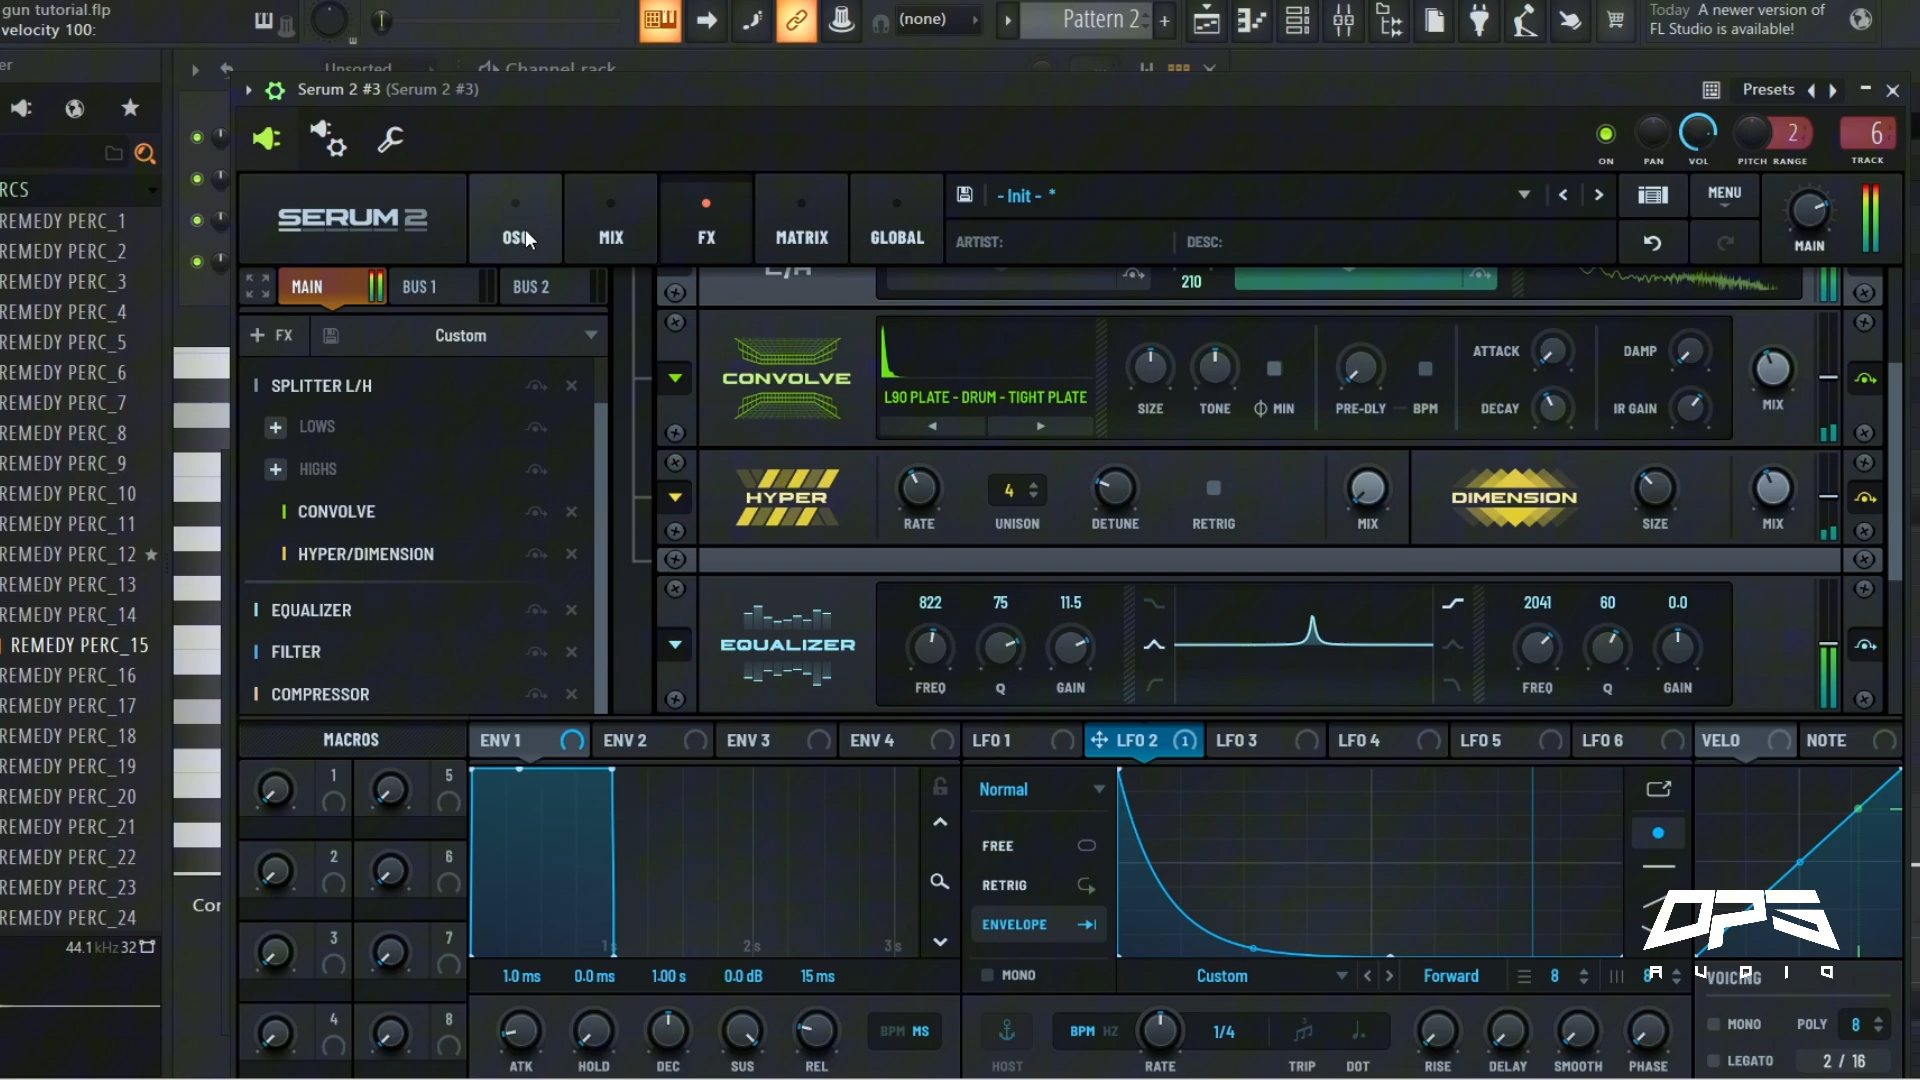 gun tutorial.flp
velocity 100:
(none)
Pattern 2
Today A newer version of
FL Studio is available!
er
Unsorted
Channel rack
Serum 2 #3 (Serum 2 #3)
Presets
2
6
ON
PAN
VOL
PITCH RANGE
TRACK
RCS
REMEDY PERC_1
REMEDY PERC_2
REMEDY PERC_3
REMEDY PERC_4
REMEDY PERC_5
REMEDY PERC_6
REMEDY PERC_7
REMEDY PERC_8
REMEDY PERC_9
REMEDY PERC_10
REMEDY PERC_11
REMEDY PERC_12
REMEDY PERC_13
REMEDY PERC_14
REMEDY PERC_15
REMEDY PERC_16
REMEDY PERC_17
REMEDY PERC_18
REMEDY PERC_19
REMEDY PERC_20
REMEDY PERC_21
REMEDY PERC_22
REMEDY PERC_23
REMEDY PERC_24
44.1kHz 32
Cor
SERUM 2
OSC
MIX
FX
MATRIX
GLOBAL
- Init - *
MENU
MAIN
ARTIST:
DESC:
MAIN
BUS 1
BUS 2
+ FX
Custom
SPLITTER L/H
LOWS
HIGHS
CONVOLVE
HYPER/DIMENSION
EQUALIZER
FILTER
COMPRESSOR
L/H
210
CONVOLVE
L90 PLATE - DRUM - TIGHT PLATE
SIZE
TONE
MIN
PRE-DLY
BPM
ATTACK
DECAY
DAMP
IR GAIN
MIX
HYPER
RATE
4
UNISON
DETUNE
RETRIG
MIX
DIMENSION
SIZE
MIX
EQUALIZER
822
75
11.5
FREQ
Q
GAIN
2041
60
0.0
FREQ
Q
GAIN
MACROS
1
5
2
6
3
7
4
8
ENV 1
ENV 2
ENV 3
ENV 4
LFO 1
LFO 2
1
LFO 3
LFO 4
LFO 5
LFO 6
VELO
NOTE
1s
2s
3s
1.0 ms
0.0 ms
1.00 s
0.0 dB
15 ms
ATK
HOLD
DEC
SUS
REL
BPM MS
Normal
FREE
RETRIG
ENVELOPE
MONO
Custom
Forward
8
8
HOST
BPM HZ
RATE
1/4
TRIP
DOT
RISE
DELAY
SMOOTH
PHASE
OPS
AUDIO
VOICING
MONO
POLY
8
LEGATO
2 / 16